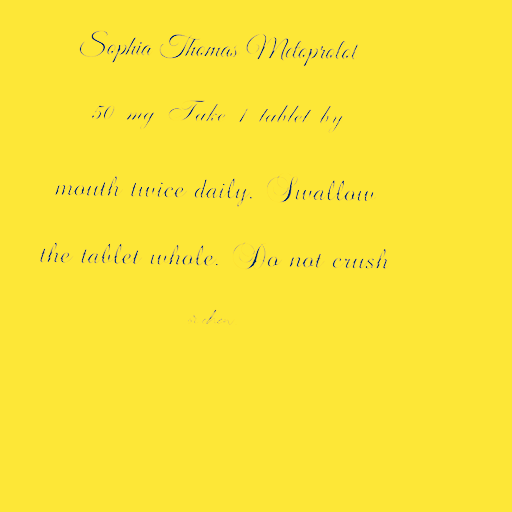 Sophia Thomas Metoprolol
50 mg Take 1 tablet by
mouth twice daily. Swallow
the tablet whole. Do not crush